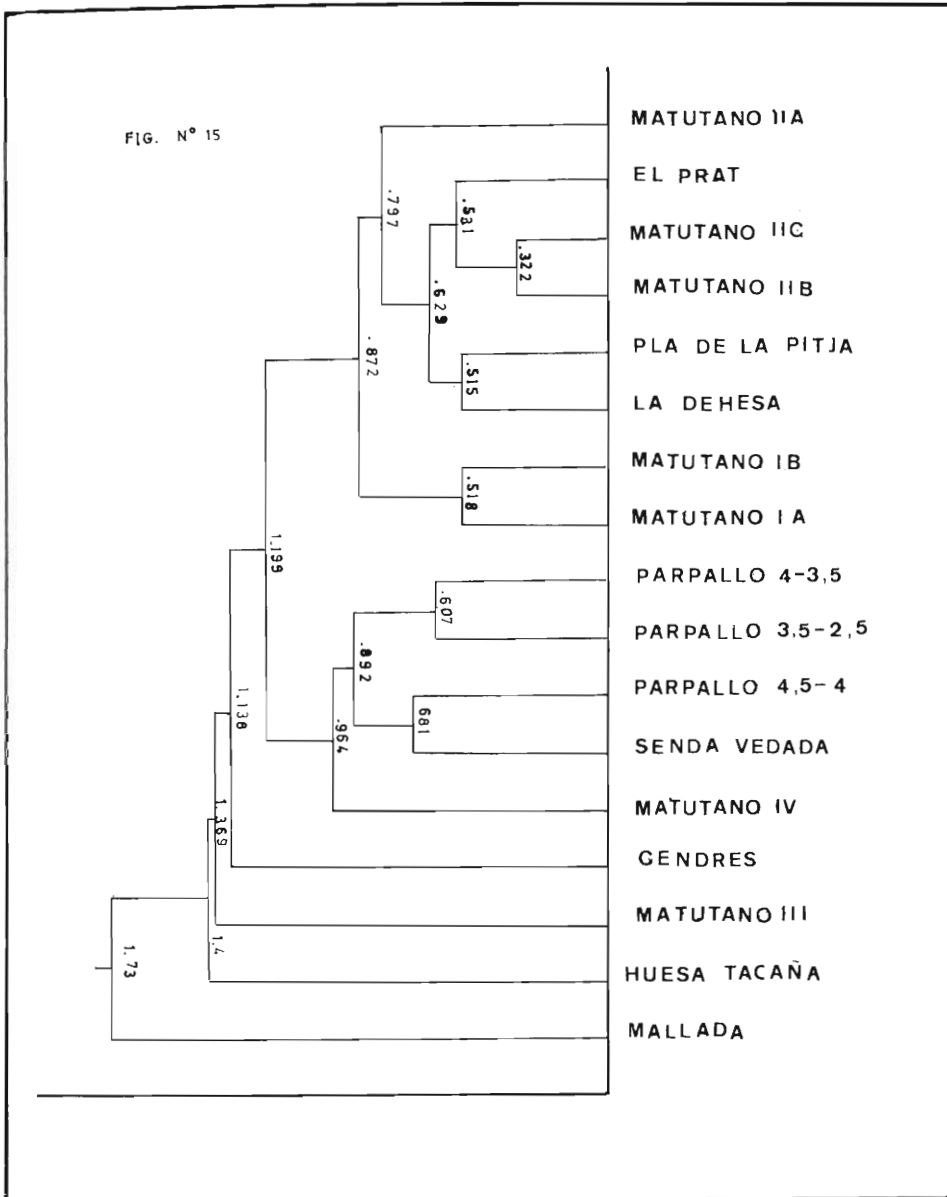 FIG. Nº 15
MATUTANO IIA
EL PRAT
MATUTANO IIC
MATUTANO IIB
PLA DE LA PITJA
LA DEHESA
MATUTANO IB
MATUTANO IA
PARPALLO 4-3,5
PARPALLO 3,5-2,5
PARPALLO 4,5-4
SENDA VEDADA
MATUTANO IV
CENDRES
MATUTANO III
HUESA TACAÑA
MALLADA
.797
.531
.322
.629
.515
.872
.518
1.199
.607
.892
681
.964
1.138
1.369
1.4
1.73